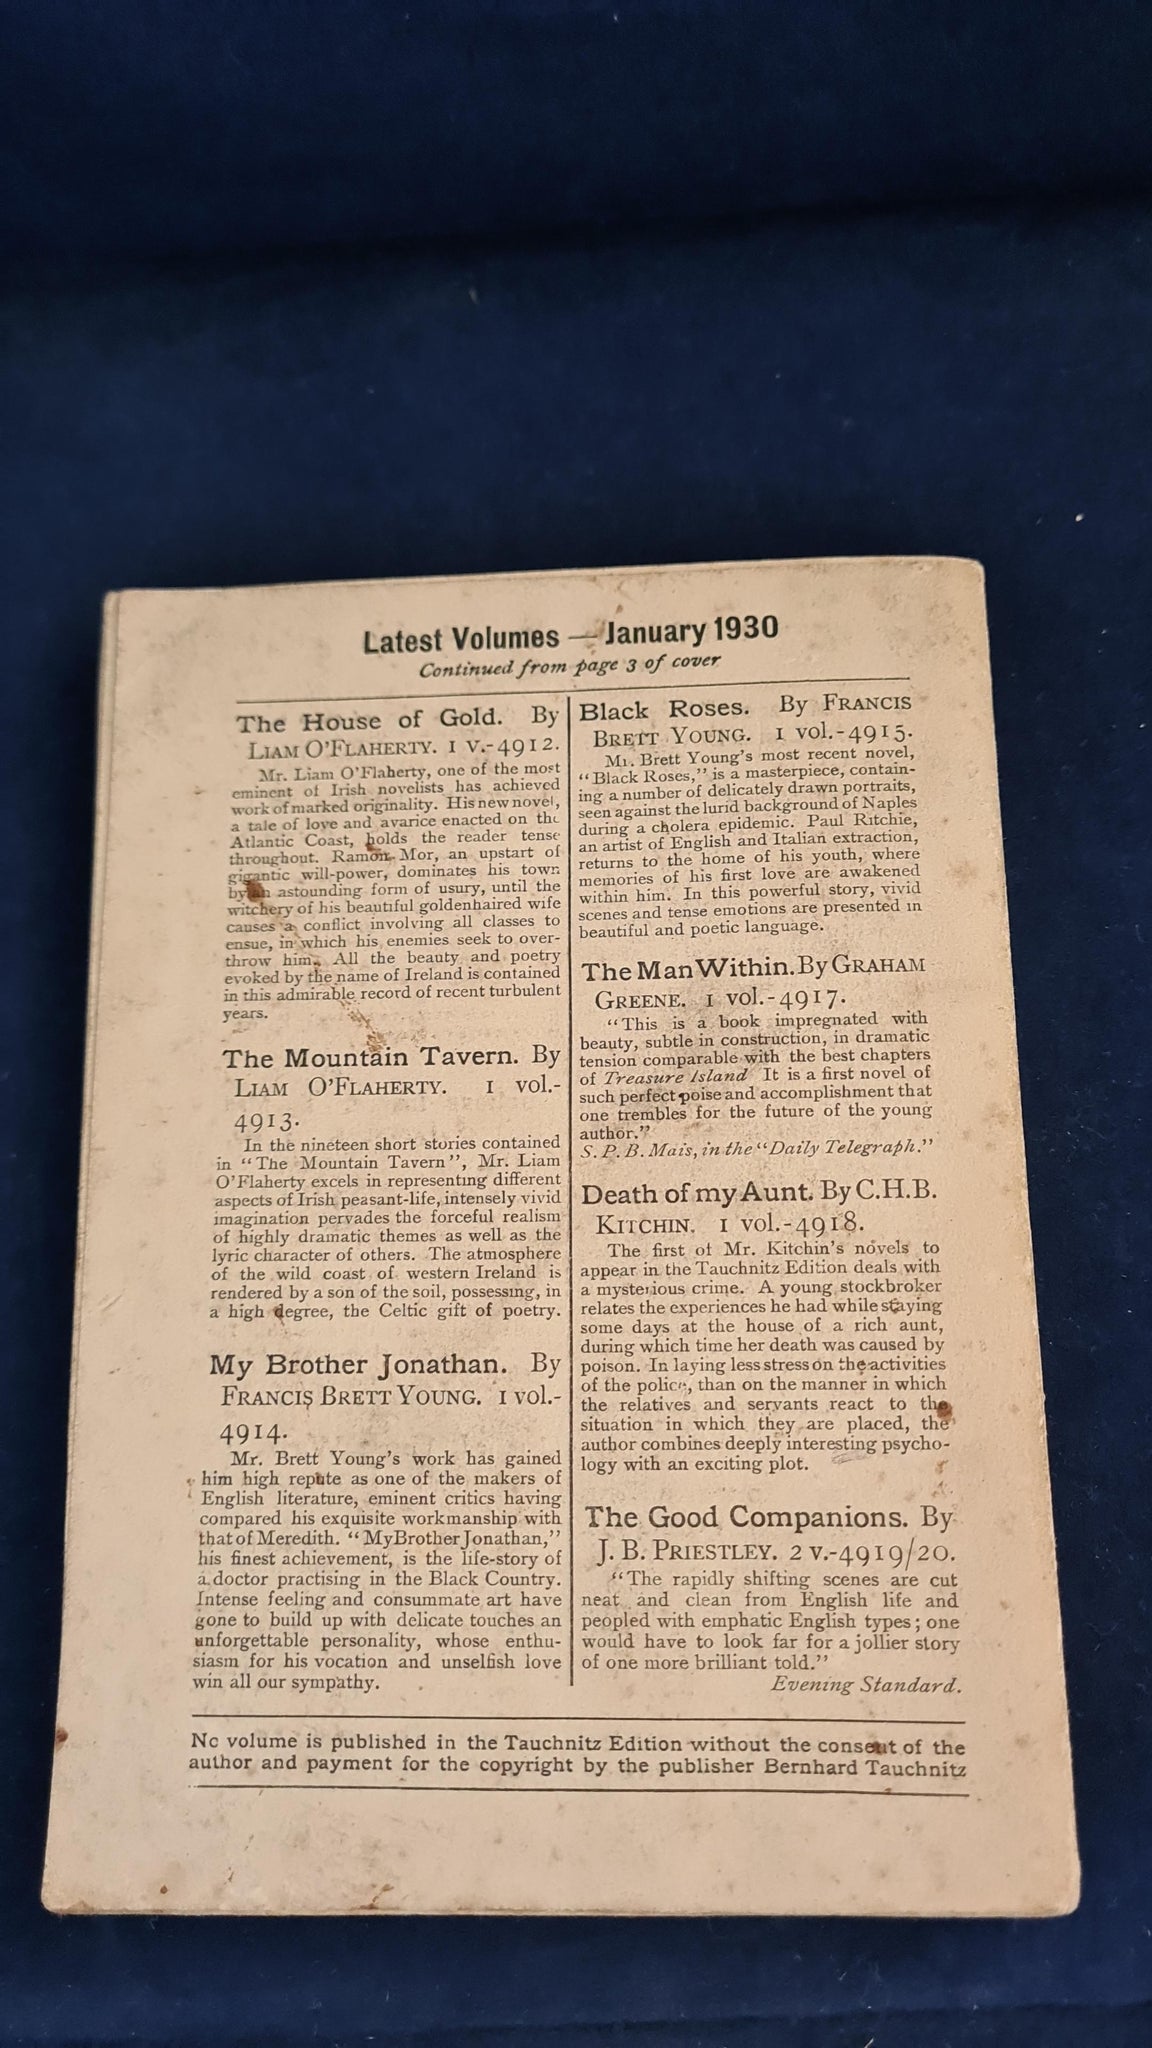 Latest Volumes — January 1930
Continued from page 3 of cover
The House of Gold. By
LIAM O'FLAHERTY. 1 V.-4912.
Mr. Liam O'Flaherty, one of the most
eminent of Irish novelists has achieved
work of marked originality. His new novel,
a tale of love and avarice enacted on the
Atlantic Coast, holds the reader tense
throughout. Ramon Mor, an upstart of
gigantic will-power, dominates his town
by an astounding form of usury, until the
witchery of his beautiful goldenhaired wife
causes a conflict involving all classes to
ensue, in which his enemies seek to over-
throw him. All the beauty and poetry
evoked by the name of Ireland is contained
in this admirable record of recent turbulent
years.
The Mountain Tavern. By
LIAM O'FLAHERTY. 1 vol.-
4913.
In the nineteen short stories contained
in "The Mountain Tavern", Mr. Liam
O'Flaherty excels in representing different
aspects of Irish peasant-life, intensely vivid
imagination pervades the forceful realism
of highly dramatic themes as well as the
lyric character of others. The atmosphere
of the wild coast of western Ireland is
rendered by a son of the soil, possessing, in
a high degree, the Celtic gift of poetry.
My Brother Jonathan. By
FRANCIS BRETT YOUNG. 1 vol.-
4914.
Mr. Brett Young's work has gained
him high repute as one of the makers of
English literature, eminent critics having
compared his exquisite workmanship with
that of Meredith. "My Brother Jonathan,"
his finest achievement, is the life-story of
a doctor practising in the Black Country.
Intense feeling and consummate art have
gone to build up with delicate touches an
unforgettable personality, whose enthu-
siasm for his vocation and unselfish love
win all our sympathy.
Black Roses. By FRANCIS
BRETT YOUNG. 1 vol.-4915.
Mr. Brett Young's most recent novel,
"Black Roses," is a masterpiece, contain-
ing a number of delicately drawn portraits,
seen against the lurid background of Naples
during a cholera epidemic. Paul Ritchie,
an artist of English and Italian extraction,
returns to the home of his youth, where
memories of his first love are awakened
within him. In this powerful story, vivid
scenes and tense emotions are presented in
beautiful and poetic language.
The Man Within. By GRAHAM
GREENE. 1 vol.-4917.
"This is a book impregnated with
beauty, subtle in construction, in dramatic
tension comparable with the best chapters
of Treasure Island It is a first novel of
such perfect poise and accomplishment that
one trembles for the future of the young
author."
S. P. B. Mais, in the "Daily Telegraph."
Death of my Aunt. By C.H.B.
KITCHIN. 1 vol.-4918.
The first of Mr. Kitchin's novels to
appear in the Tauchnitz Edition deals with
a mysterious crime. A young stockbroker
relates the experiences he had while staying
some days at the house of a rich aunt,
during which time her death was caused by
poison. In laying less stress on the activities
of the police, than on the manner in which
the relatives and servants react to the
situation in which they are placed, the
author combines deeply interesting psycho-
logy with an exciting plot.
The Good Companions. By
J. B. PRIESTLEY. 2 v.-4919/20.
"The rapidly shifting scenes are cut
neat and clean from English life and
peopled with emphatic English types; one
would have to look far for a jollier story
of one more brilliant told."
Evening Standard.
No volume is published in the Tauchnitz Edition without the consent of the
author and payment for the copyright by the publisher Bernhard Tauchnitz